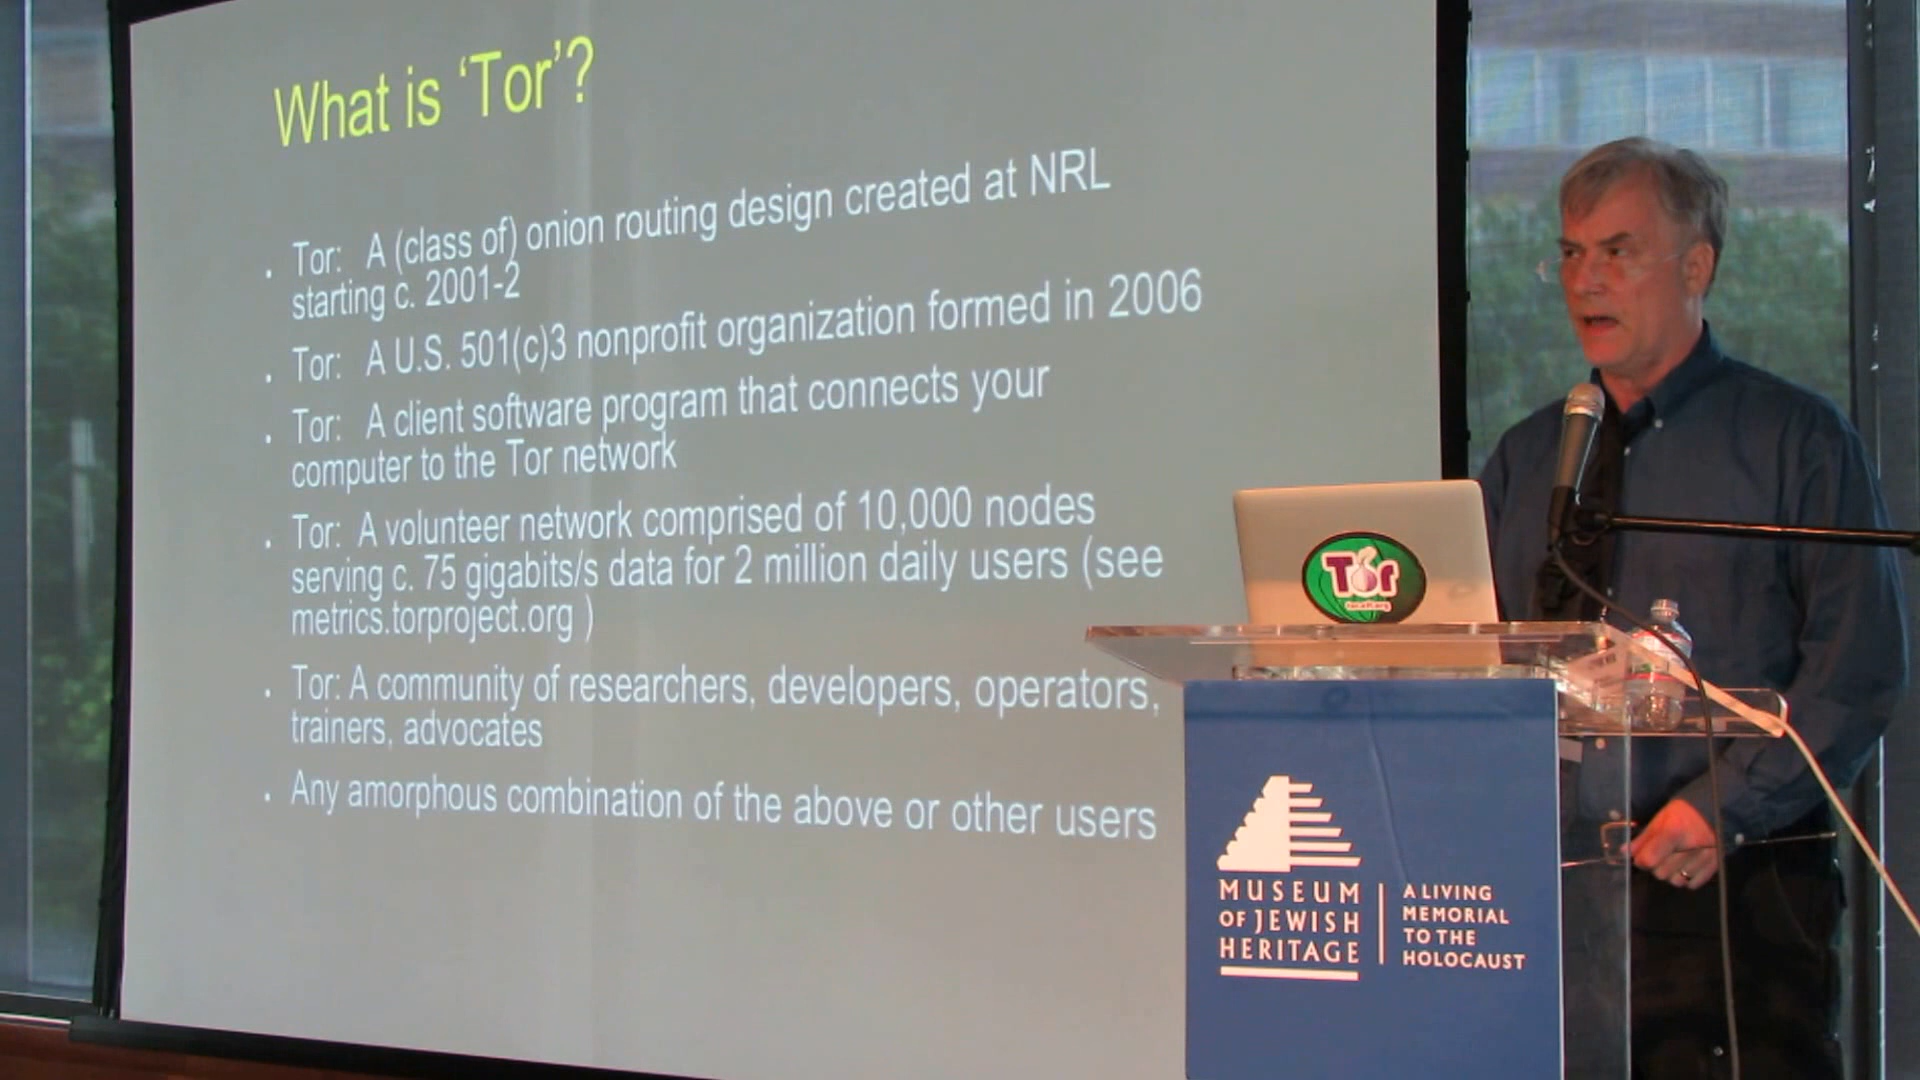 What is ‘Tor’?
. Tor: A (class of) onion routing design created at NRL
starting c. 2001-2
. Tor: A U.S. 501(c)3 nonprofit organization formed in 2006
. Tor: A client software program that connects your
computer to the Tor network
. Tor: A volunteer network comprised of 10,000 nodes
serving c. 75 gigabits/s data for 2 million daily users (see
metrics.torproject.org )
. Tor: A community of researchers, developers, operators,
trainers, advocates
. Any amorphous combination of the above or other users
Tor
MUSEUM
OF JEWISH
HERITAGE
A LIVING
MEMORIAL
TO THE
HOLOCAUST